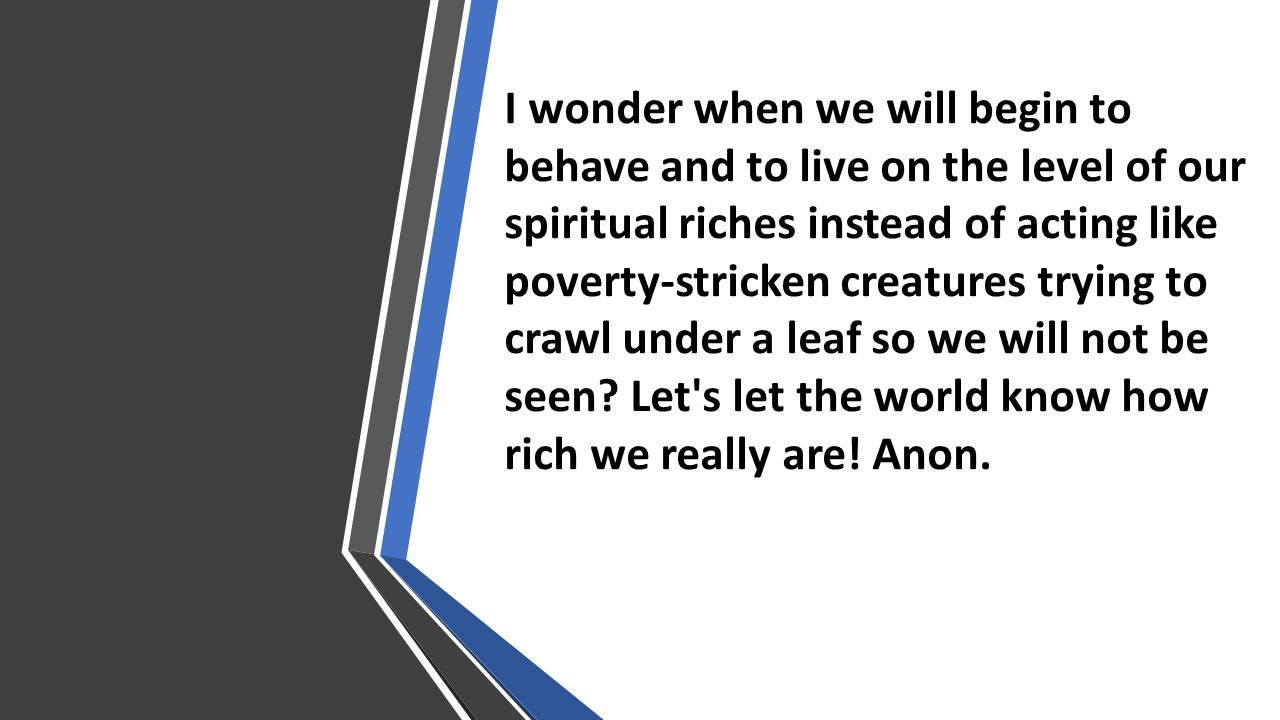 I wonder when we will begin to
behave and to live on the level of our
spiritual riches instead of acting like
poverty-stricken creatures trying to
crawl under a leaf so we will not be
seen? Let's let the world know how
rich we really are! Anon.